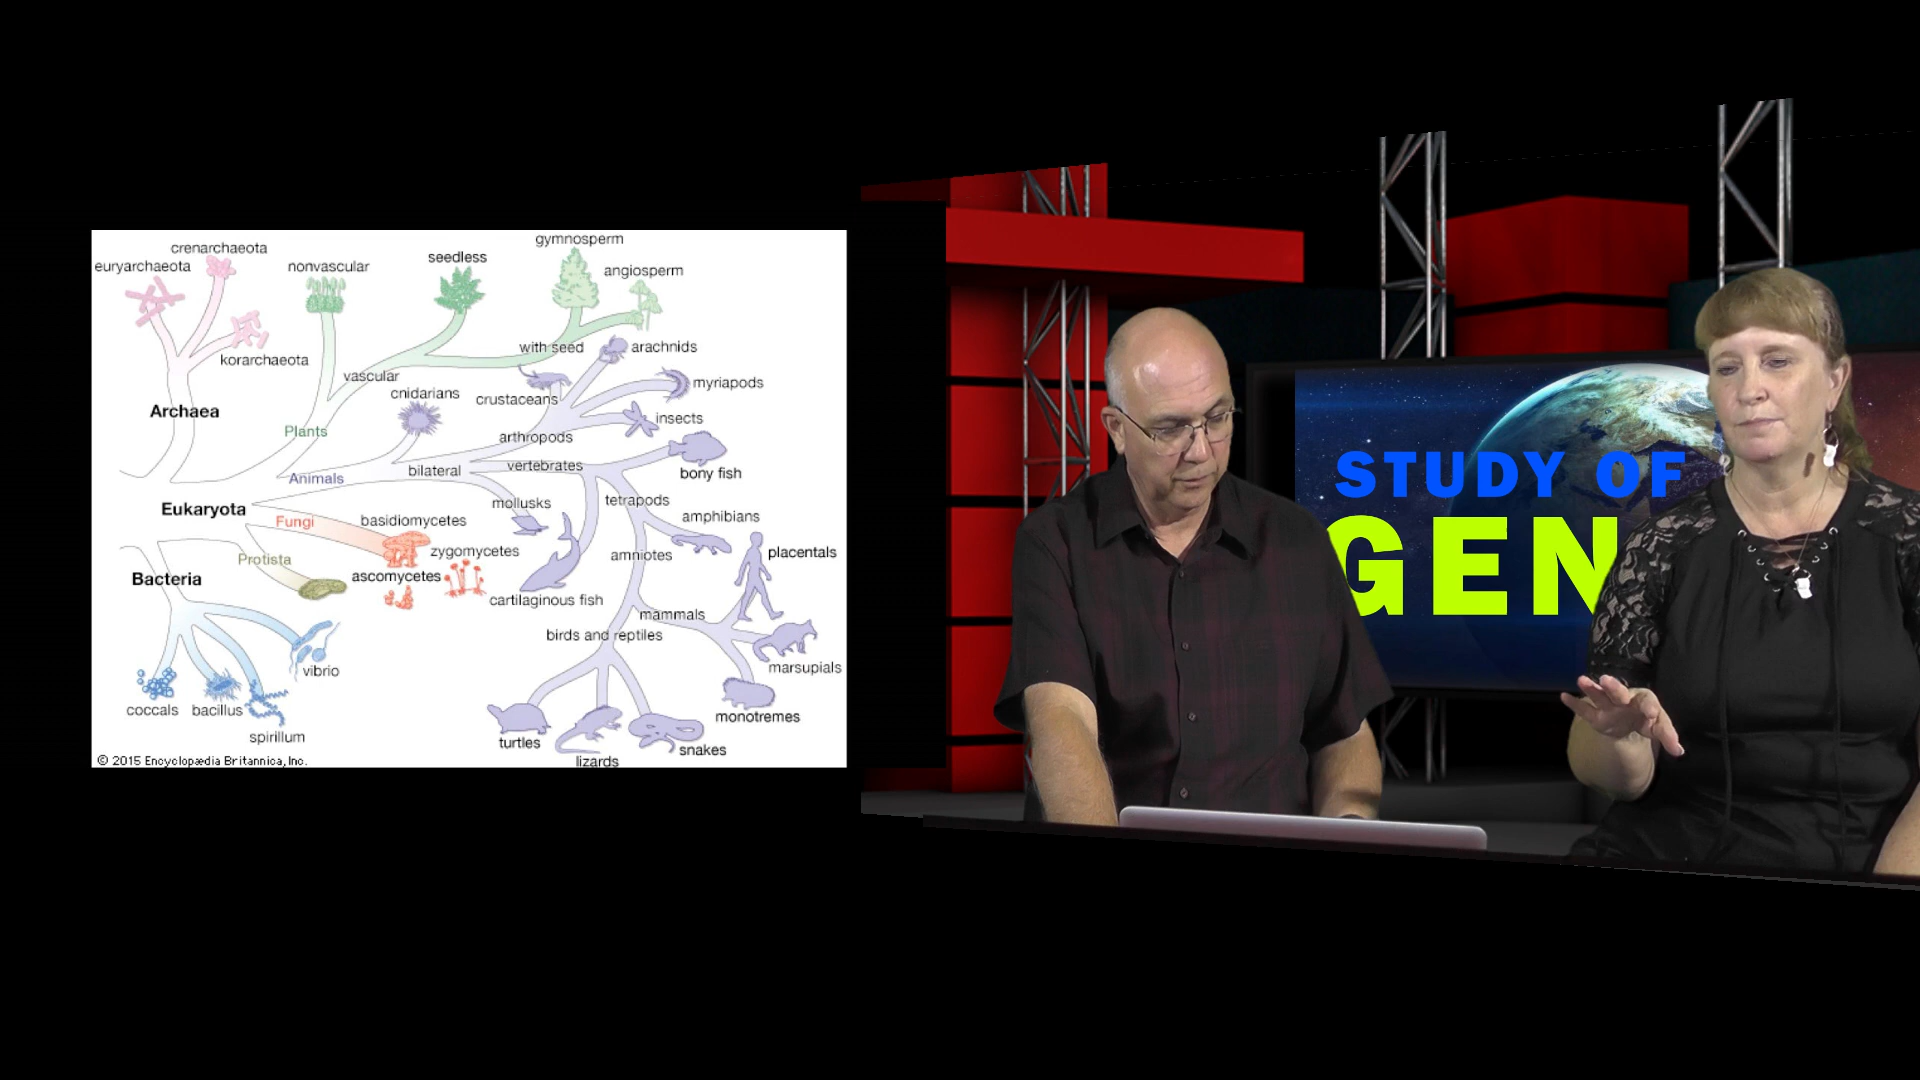 crenarchaeota
euryarchaeota
korarchaeota
Archaea
nonvascular
seedless
gymnosperm
angiosperm
with seed
vascular
Plants
cnidarians
crustaceans
arachnids
myriapods
insects
arthropods
Animals
bilateral
vertebrates
bony fish
mollusks
tetrapods
amphibians
Eukaryota
Fungi
basidiomycetes
zygomycetes
ascomycetes
Protista
cartilaginous fish
amniotes
placentals
mammals
birds and reptiles
marsupials
monotremes
turtles
lizards
snakes
Bacteria
vibrio
coccals
bacillus
spirillum
© 2015 Encyclopædia Britannica, Inc.
STUDY OF
GEN